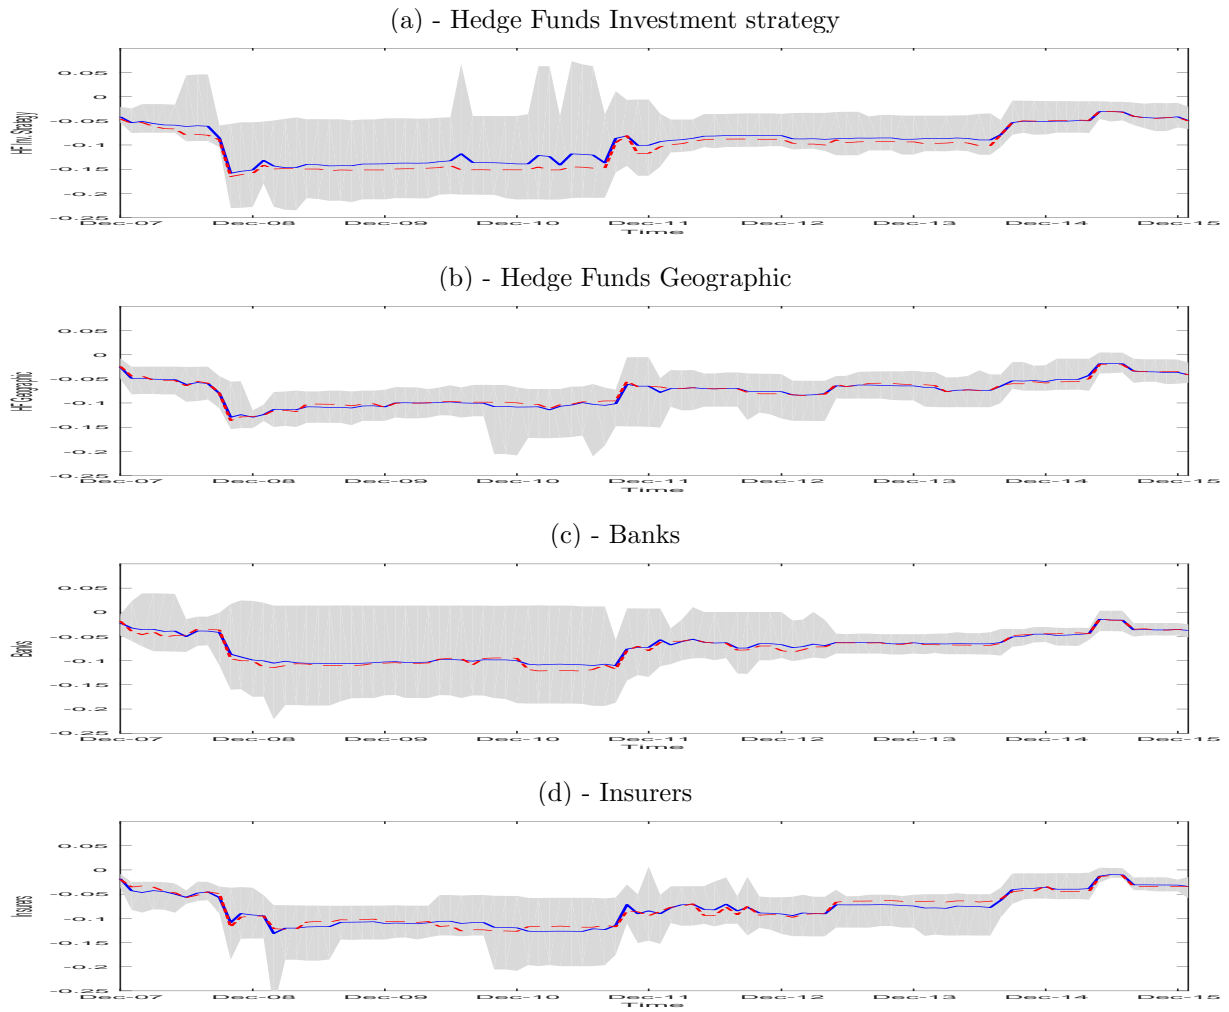 (a) - Hedge Funds Investment strategy
0.05
0
-0.05
-0.1
-0.15
-0.2
-0.25
HF Inv. Strategy
Dec-07 Dec-08 Dec-09 Dec-10 Dec-11 Dec-12 Dec-13 Dec-14 Dec-15
Time
(b) - Hedge Funds Geographic
0.05
0
-0.05
-0.1
-0.15
-0.2
-0.25
HF Geographic
Dec-07 Dec-08 Dec-09 Dec-10 Dec-11 Dec-12 Dec-13 Dec-14 Dec-15
Time
(c) - Banks
0.05
0
-0.05
-0.1
-0.15
-0.2
-0.25
Banks
Dec-07 Dec-08 Dec-09 Dec-10 Dec-11 Dec-12 Dec-13 Dec-14 Dec-15
Time
(d) - Insurers
0.05
0
-0.05
-0.1
-0.15
-0.2
-0.25
Insurers
Dec-07 Dec-08 Dec-09 Dec-10 Dec-11 Dec-12 Dec-13 Dec-14 Dec-15
Time